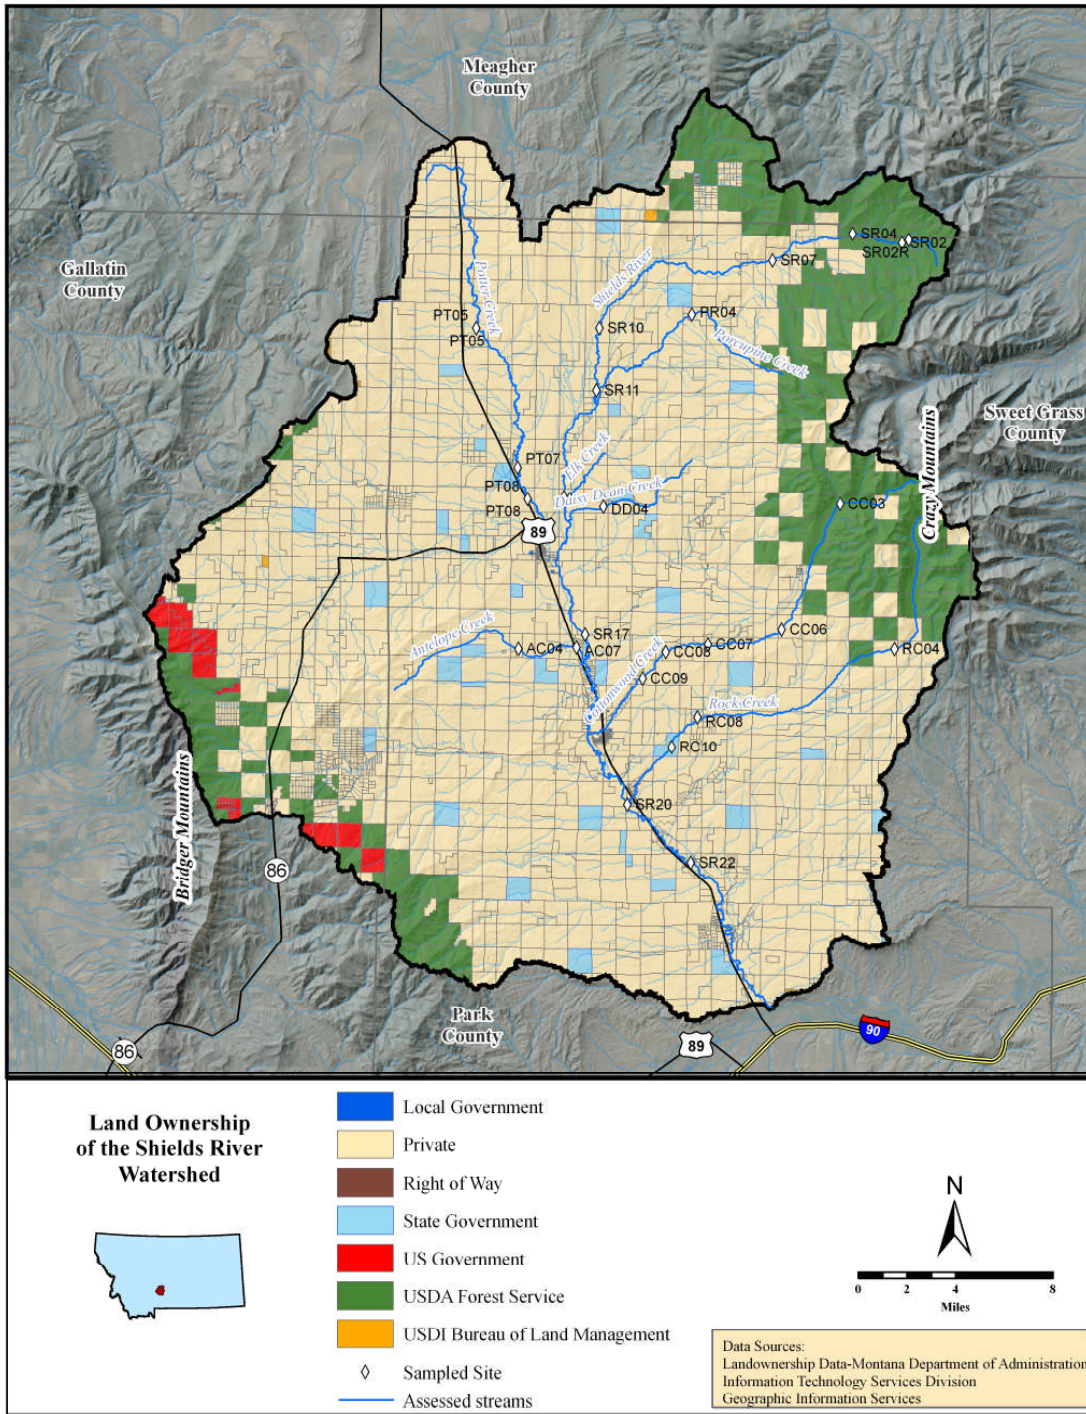 Meagher
County
Gallatin
County
Sweet Grass
County
Park
County
Crazy Mountains
Bridger Mountains
Potter Creek
Shields River
Porcupine Creek
Elk Creek
Daisy Dean Creek
Antelope Creek
Cottonwood Creek
Rock Creek
SR04
SR02
SR02R
SR07
PR04
PT05
PT05
SR10
SR11
PT07
PT08
PT08
DD04
CC03
89
SR17
AC04
AC07
CC08
CC07
CC06
RC04
CC09
RC08
RC10
SR20
SR22
86
86
89
90
Land Ownership
of the Shields River
Watershed
Local Government
Private
Right of Way
State Government
US Government
USDA Forest Service
USDI Bureau of Land Management
Sampled Site
Assessed streams
N
0 2 4 8
Miles
Data Sources:
Landownership Data-Montana Department of Administration
Information Technology Services Division
Geographic Information Services